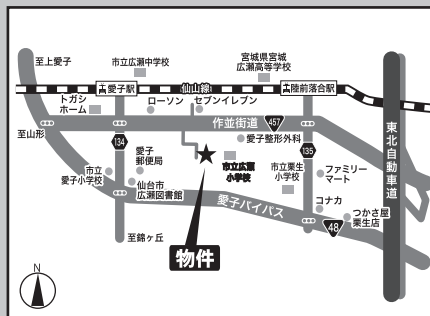 至上愛子
市立広瀬中学校
宮城県宮城
広瀬高等学校
愛子駅
仙山線
陸前落合駅
トガシ
ホーム
ローソン
セブンイレブン
作並街道
457
至山形
134
愛子
郵便局
愛子整形外科
135
東北自動車道
市立
愛子小学校
仙台市
広瀬図書館
市立広瀬
小学校
市立栗生
小学校
ファミリー
マート
愛子バイパス
コナカ
つかさ屋
栗生店
48
至錦ヶ丘
物件
N